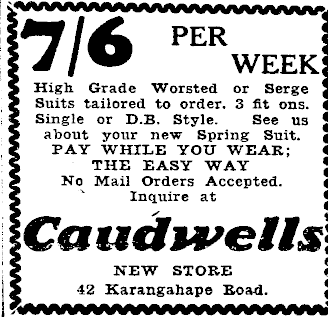 7/6 PER
WEEK
High Grade Worsted or Serge
Suits tailored to order. 3 fit ons.
Single or D.B. Style. See us
about your new Spring Suit.
PAY WHILE YOU WEAR;
THE EASY WAY
No Mail Orders Accepted.
Inquire at
Caudwells
NEW STORE
42 Karangahape Road.